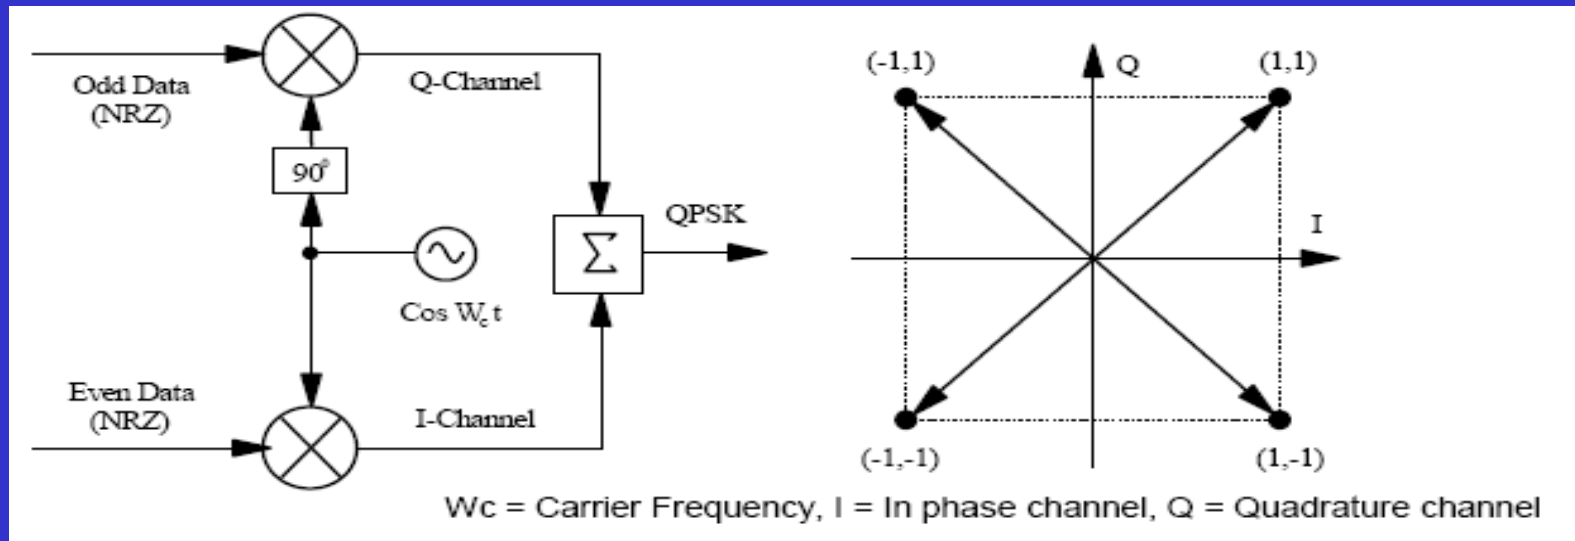 Odd Data
(NRZ)
Q-Channel
90°
Cos Wc t
Σ
QPSK
Even Data
(NRZ)
I-Channel
(-1,1)
Q
(1,1)
I
(-1,-1)
(1,-1)
Wc = Carrier Frequency, I = In phase channel, Q = Quadrature channel